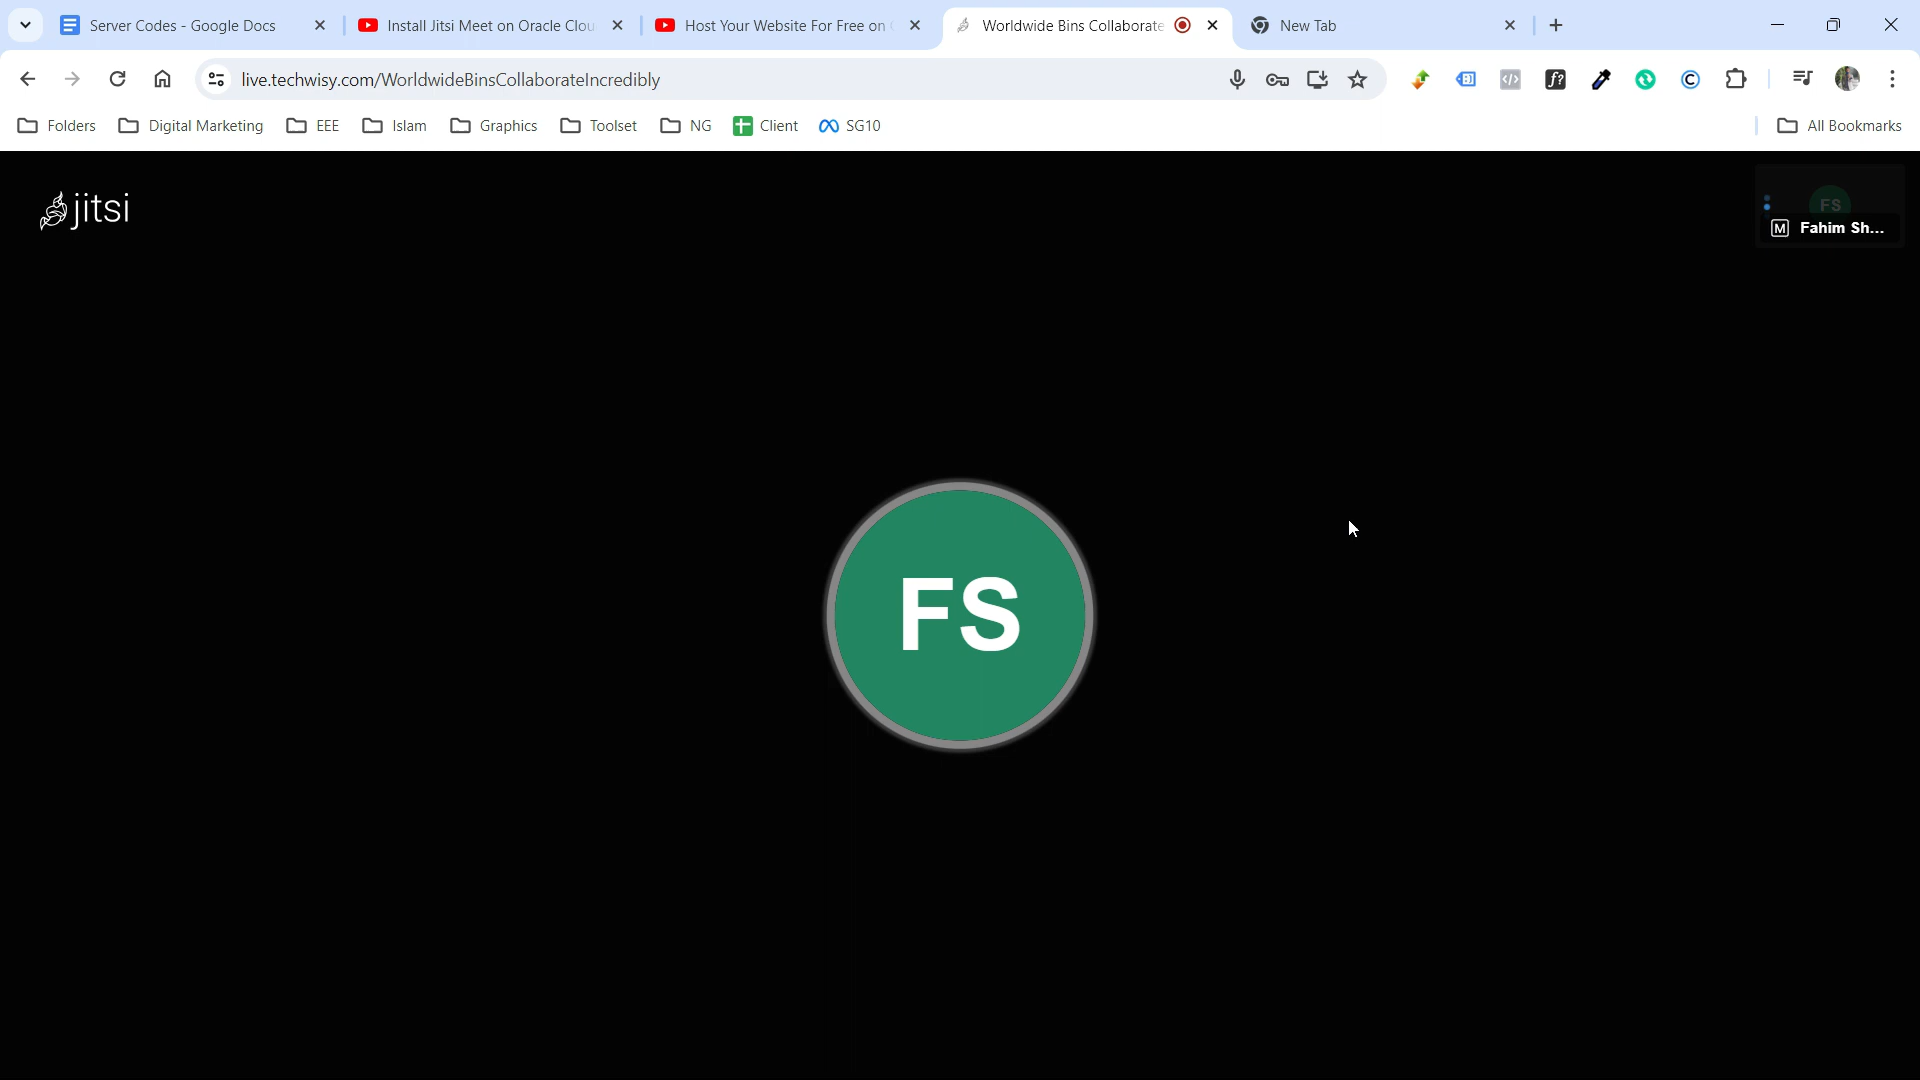 Server Codes - Google Docs
Install Jitsi Meet on Oracle Clou
Host Your Website For Free on
Worldwide Bins Collaborate
New Tab
live.techwisy.com/WorldwideBinsCollaborateIncredibly
Folders
Digital Marketing
EEE
Islam
Graphics
Toolset
NG
Client
SG10
All Bookmarks
jitsi
FS
M Fahim Sh...
FS